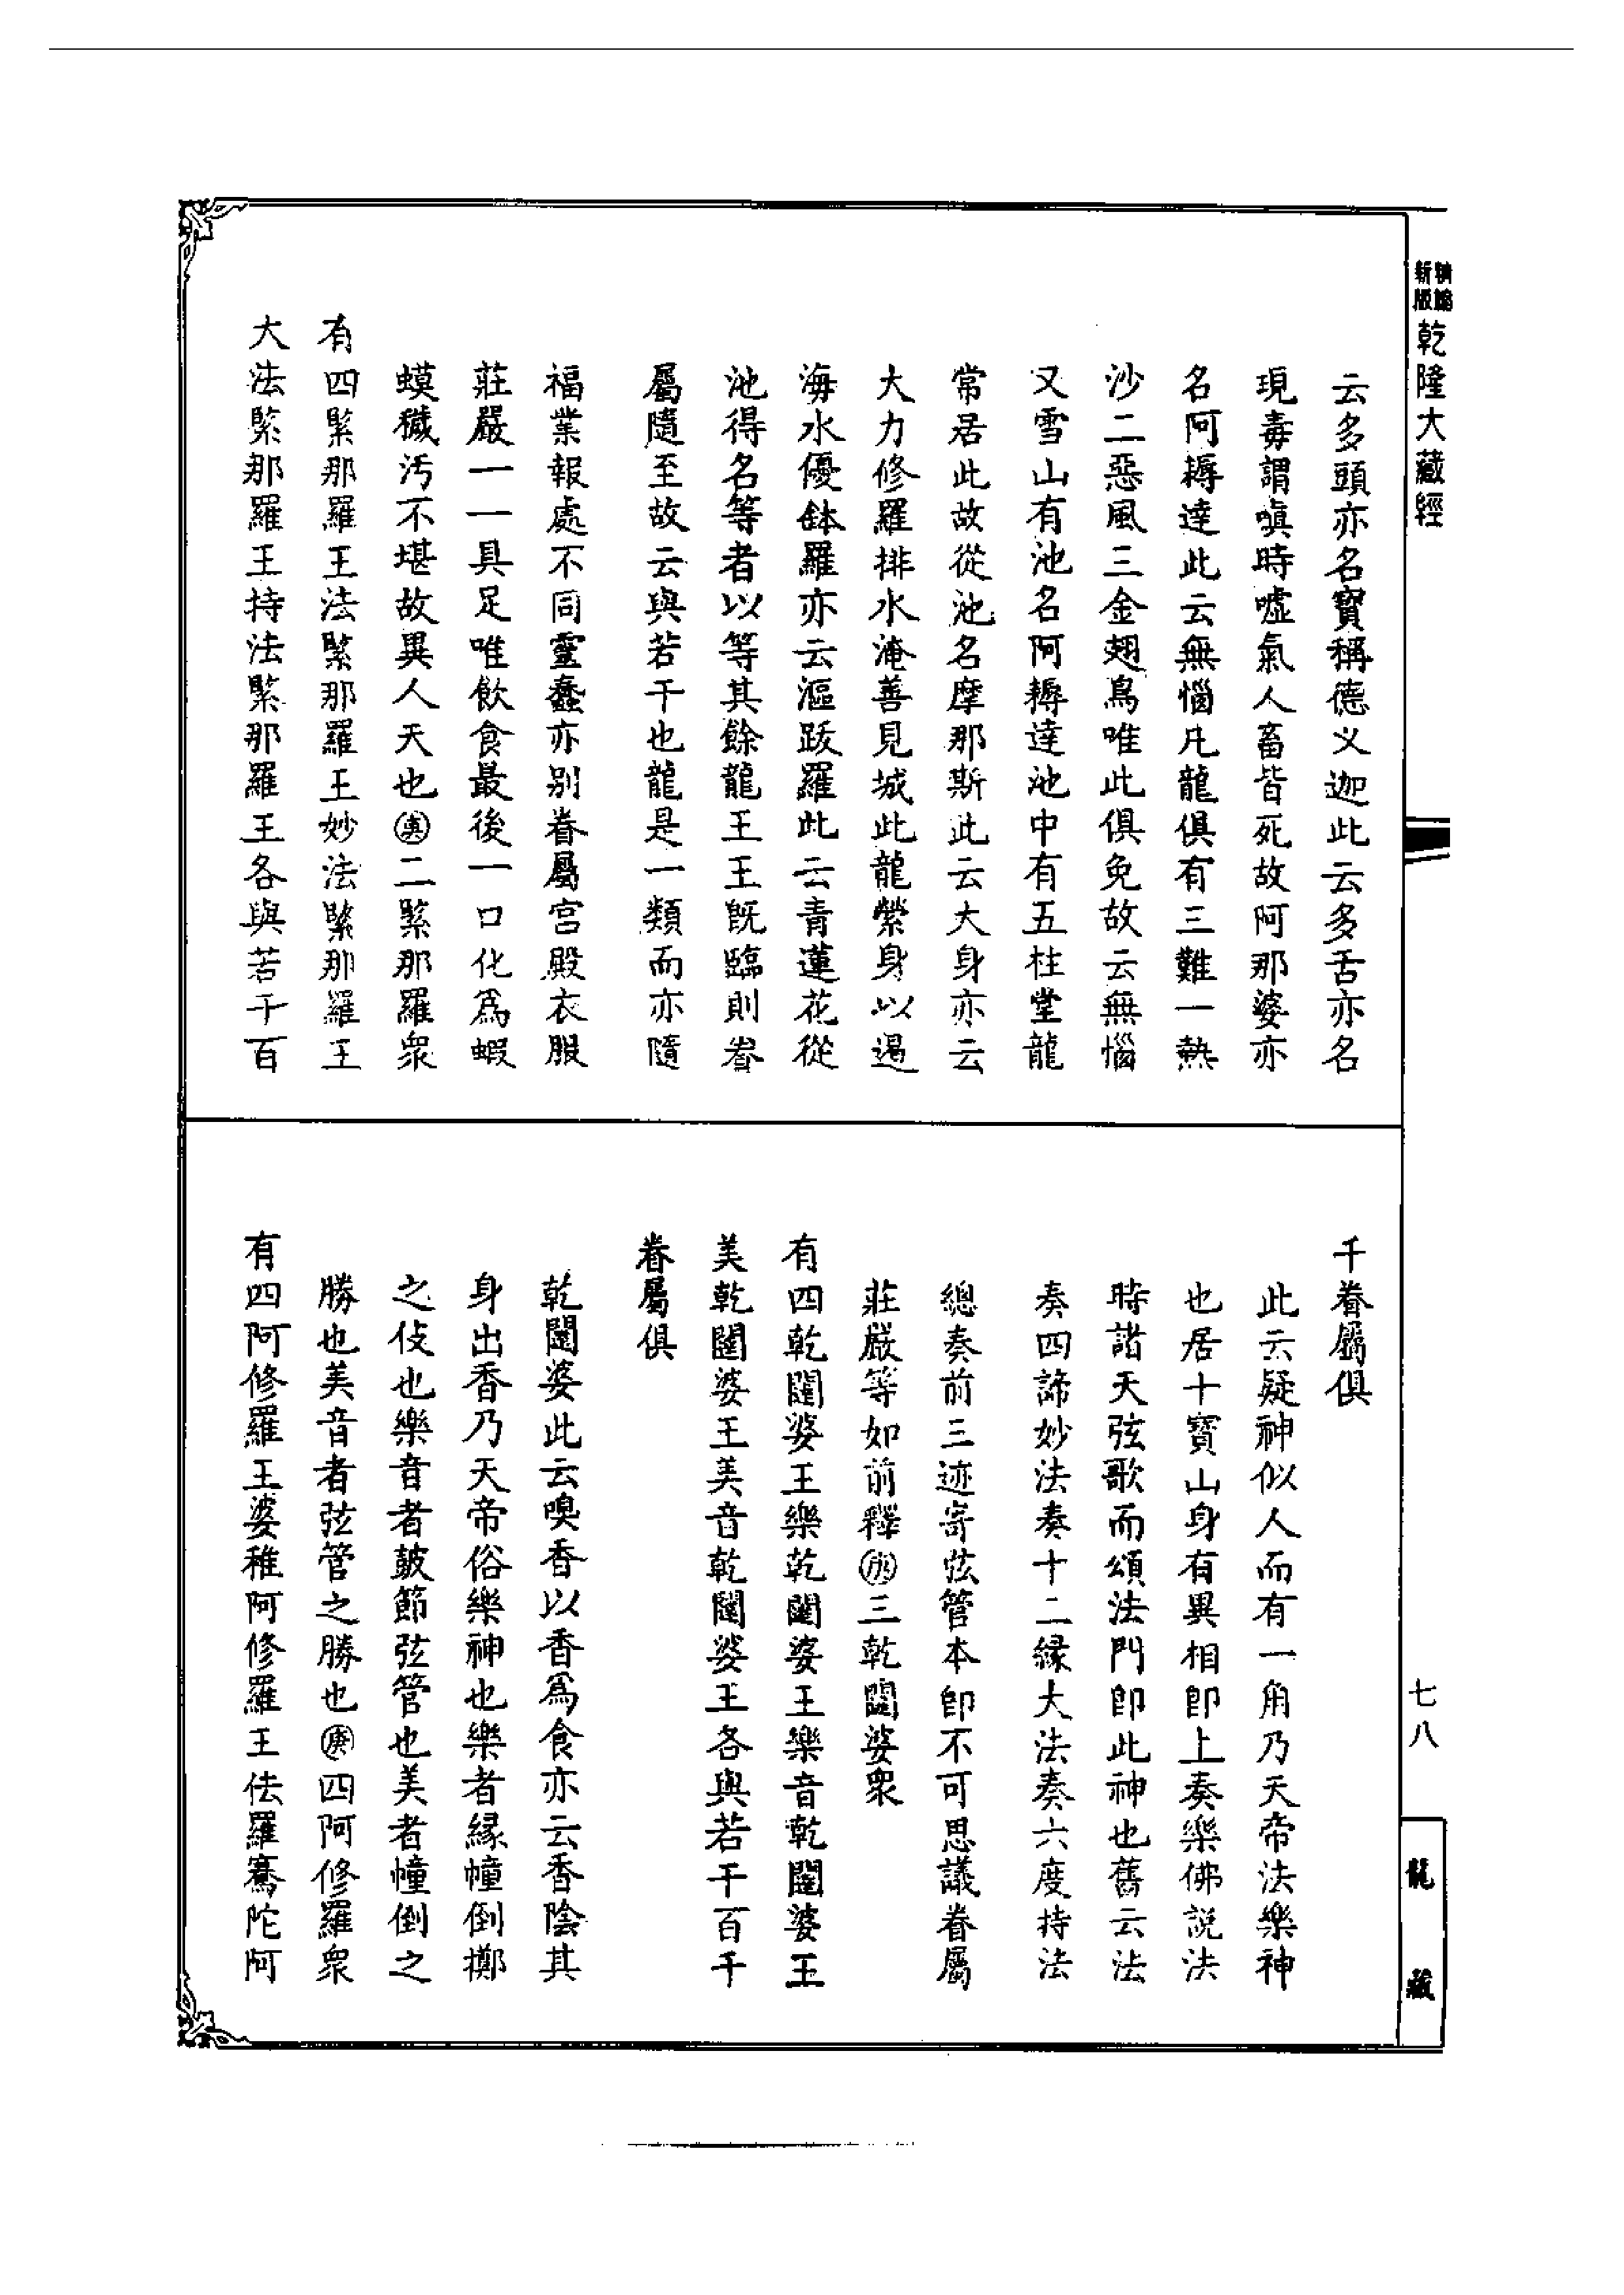 新編
新版
乾隆大藏經
云多頭亦名寶稱德义迦此云多舌亦名
現毒謂嗔時噓氣人畜皆死故阿那婆亦
名阿耨達此云無惱凡龍俱有三難一熱
沙二惡風三金翅鳥唯此俱免故云無惱
又雪山有池名阿耨達池中有五柱堂龍
常居此故從池名摩那斯此云大身亦云
大力修羅排水淹善見城此龍縈身以遏
海水優鉢羅亦云漚跋羅此云青蓮花從
池得名等者以等其餘龍王王旣臨則眷
屬隨至故云與若干也龍是一類而亦隨
福業報處不同靈蠢亦别眷屬宮殿衣服
莊嚴一一具足唯飲食最後一口化爲蝦
蟆穢汚不堪故異人天也庚二緊那羅衆
有四緊那羅王法緊那羅王妙法緊那羅王
大法緊那羅王持法緊那羅王各與若干百
千眷屬俱
此云疑神似人而有一角乃天帝法樂神
也居十寶山身有異相卽上奏樂佛説法
時諸天弦歌而頌法門卽此神也舊云法
奏四諦妙法奏十二緣大法奏六度持法
總奏前三迹寄弦管本卽不可思議眷屬
莊嚴等如前釋庚三乾闥婆衆
有四乾闥婆王樂乾闥婆王樂音乾闥婆王
美乾闥婆王美音乾闥婆王各與若干百千
眷屬俱
乾闥婆此云嗅香以香爲食亦云香陰其
身出香乃天帝俗樂神也樂者緣幢倒擲
之伎也樂音者鼓節弦管也美者幢倒之
勝也美音者弦管之勝也庚四阿修羅衆
有四阿修羅王婆稚阿修羅王佉羅騫陀阿
七八
龍藏